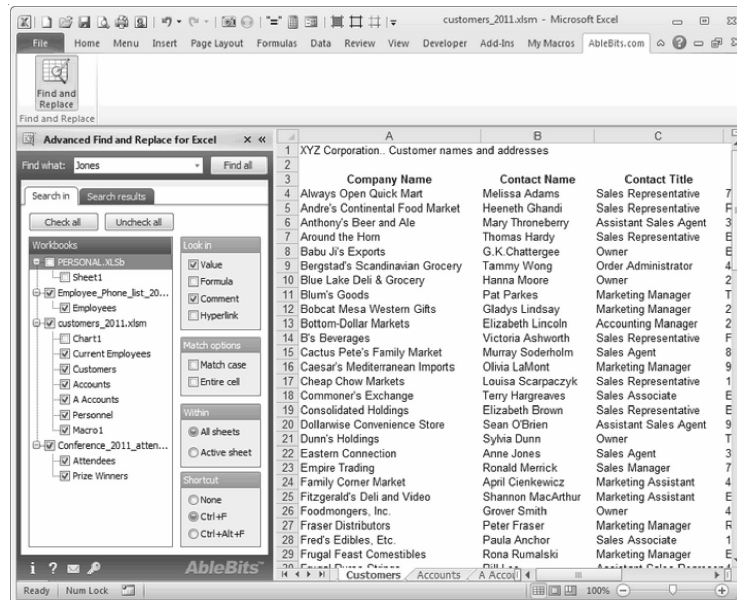 customers_2011.xlsm - Microsoft Excel
File Home Menu Insert Page Layout Formulas Data Review View Developer Add-Ins My Macros AbleBits.com
Find and Replace
Find and Replace
Advanced Find and Replace for Excel
Find what: Jones Find all
Search in Search results
Check all Uncheck all
Workbooks
PERSONAL.XLSb
Sheet1
Employee_Phone_list_20...
Employees
customers_2011.xlsm
Chart1
Current Employees
Customers
Accounts
A Accounts
Personnel
Macro1
Conference_2011_atten...
Attendees
Prize Winners
Look in
Value
Formula
Comment
Hyperlink
Match options
Match case
Entire cell
Within
All sheets
Active sheet
Shortcut
None
Ctrl+F
Ctrl+Alt+F
AbleBits
A B C
1 XYZ Corporation.. Customer names and addresses
2
3 Company Name Contact Name Contact Title
4 Always Open Quick Mart Melissa Adams Sales Representative 7
5 Andre's Continental Food Market Heeneth Ghandi Sales Representative F
6 Anthony's Beer and Ale Mary Throneberry Assistant Sales Agent 3
7 Around the Horn Thomas Hardy Sales Representative E
8 Babu Ji's Exports G.K.Chattergee Owner E
9 Bergstad's Scandinavian Grocery Tammy Wong Order Administrator 4
10 Blue Lake Deli & Grocery Hanna Moore Owner 2
11 Blum's Goods Pat Parkes Marketing Manager T
12 Bobcat Mesa Western Gifts Gladys Lindsay Marketing Manager 2
13 Bottom-Dollar Markets Elizabeth Lincoln Accounting Manager 2
14 B's Beverages Victoria Ashworth Sales Representative F
15 Cactus Pete's Family Market Murray Soderholm Sales Agent 8
16 Caesar's Mediterranean Imports Olivia LaMont Marketing Manager 9
17 Cheap Chow Markets Louisa Scarpaczyk Sales Representative 1
18 Commoner's Exchange Terry Hargreaves Sales Associate E
19 Consolidated Holdings Elizabeth Brown Sales Representative E
20 Dollarwise Convenience Store Sean O'Brien Assistant Sales Agent 9
21 Dunn's Holdings Sylvia Dunn Owner T
22 Eastern Connection Anne Jones Sales Agent 3
23 Empire Trading Ronald Merrick Sales Manager 7
24 Family Corner Market April Cienkewicz Marketing Assistant 4
25 Fitzgerald's Deli and Video Shannon MacArthur Marketing Assistant E
26 Foodmongers, Inc. Grover Smith Owner 4
27 Fraser Distributors Peter Fraser Marketing Manager R
28 Fred's Edibles, Etc. Paula Anchor Sales Associate 1
29 Frugal Feast Comestibles Rona Rumalski Marketing Manager E
Customers Accounts A Accou
Ready Num Lock 100%